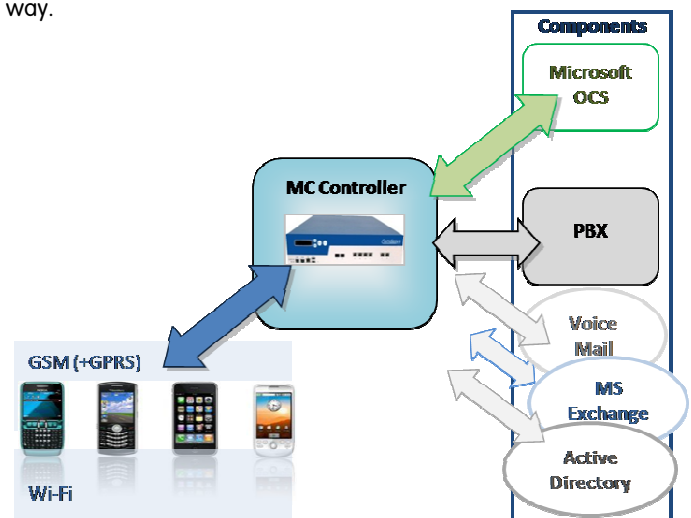 way.
Components
Microsoft
OCS
MC Controller
PBX
Voice
Mail
GSM (+GPRS)
MS
Exchange
Active
Directory
Wi-Fi